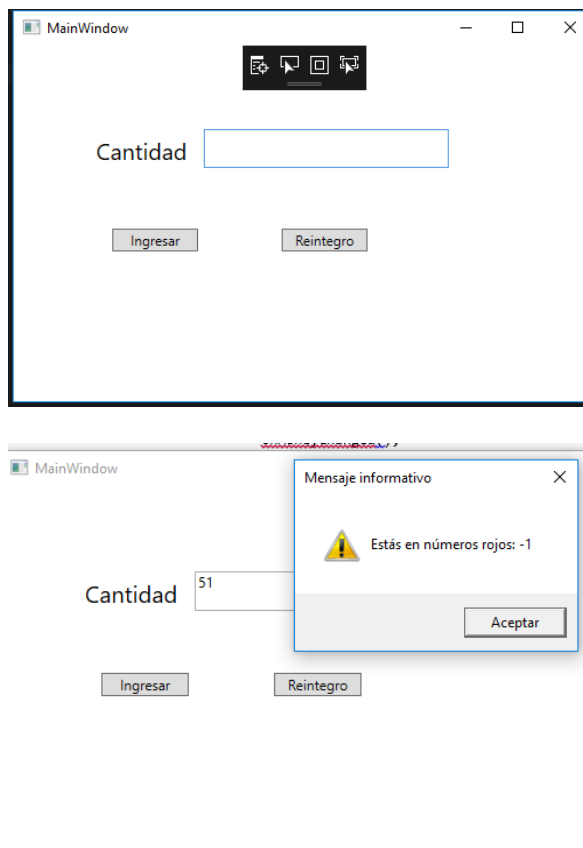 MainWindow
Cantidad
Ingresar
Reintegro
MainWindow
Mensaje informativo
Estás en números rojos: -1
Cantidad
51
Aceptar
Ingresar
Reintegro